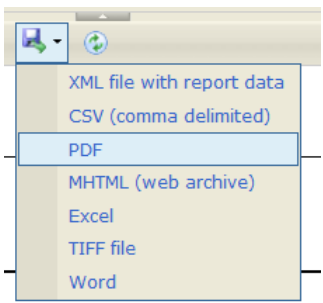 XML file with report data
CSV (comma delimited)
PDF
MHTML (web archive)
Excel
TIFF file
Word